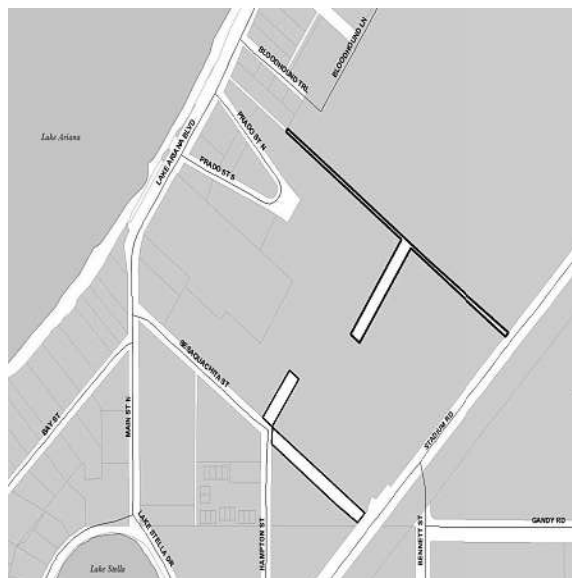 BLOODHOUND LN
BLOODHOUND TRL
Lake Ariana
LAKE ARIANA BLVD
PRADO ST N
PRADO ST S
SESAQUACHITA ST
BAY ST
MAIN ST N
STADIUM RD
HAMPTON ST
LAKE STELLA DR
BENNETT ST
GANDY RD
Lake Stella